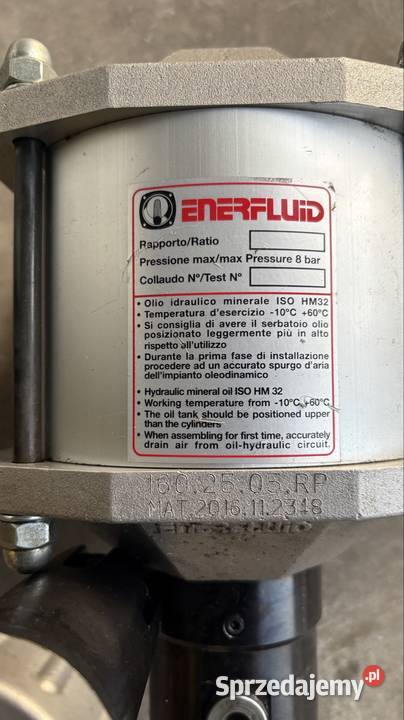 ENERFLUID
Rapporto/Ratio
Pressione max/max Pressure 8 bar
Collaudo N°/Test N°
• Olio idraulico minerale ISO HM32
• Temperatura d'esercizio -10°C +60°C
• Si consiglia di avere il serbatoio olio
posizionato leggermente più in alto
rispetto all'utilizzo
• Durante la prima fase di installazione
procedere ad un accurato spurgo d'aria
dell'impianto oleodinamico
• Hydraulic mineral oil ISO HM 32
• Working temperature from -10°C +60°C
• The oil tank should be positioned upper
than the cylinders
• When assembling for first time, accurately
drain air from oil-hydraulic circuit.
160.25.05.RP
MAT.2016.11.2348
Sprzedajemy.pl